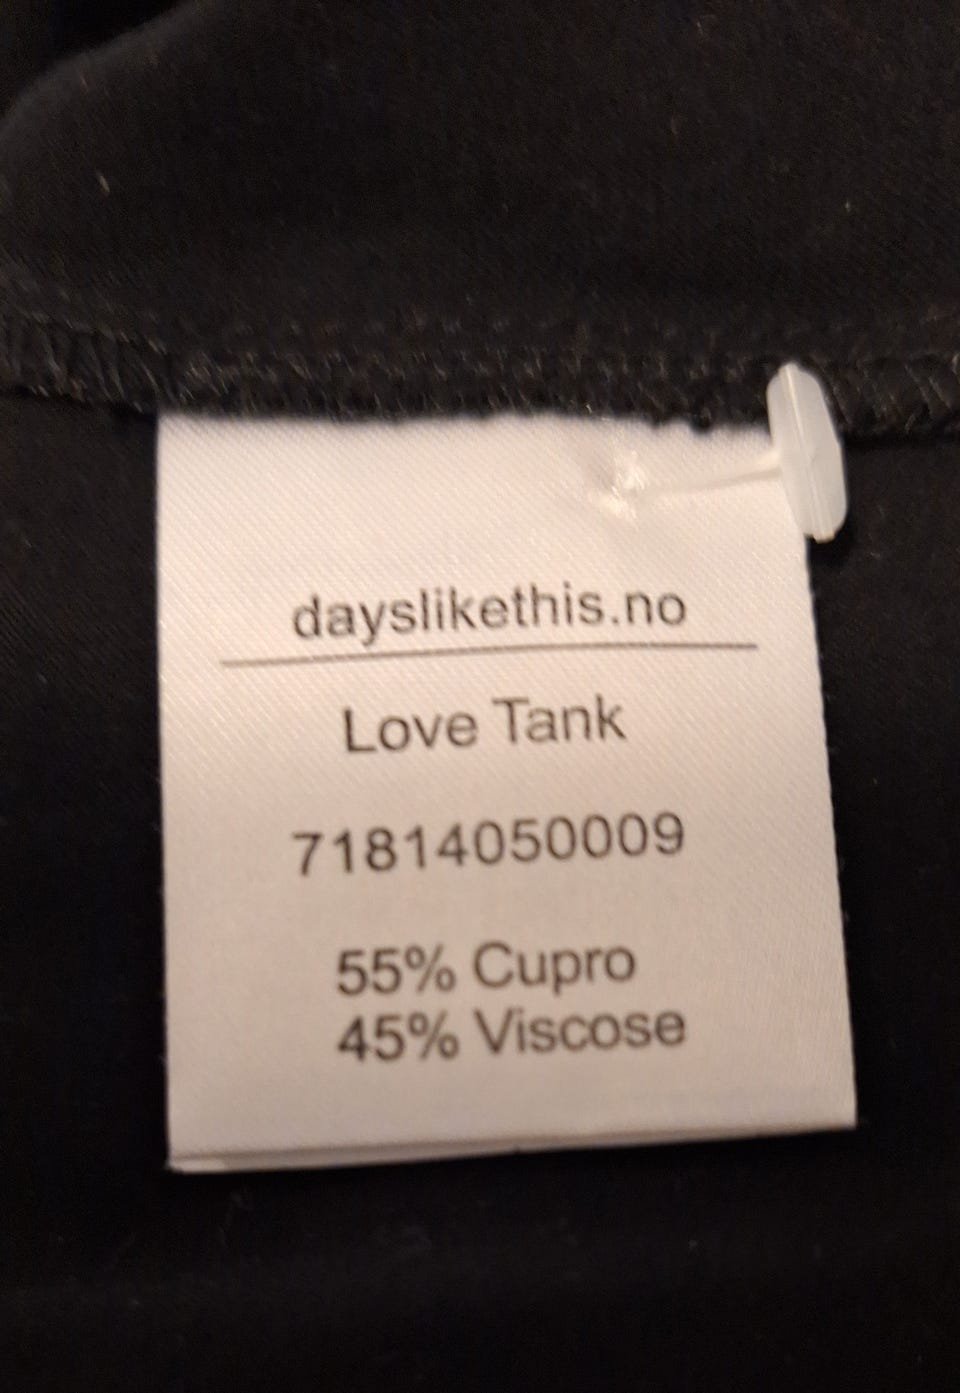 dayslikethis.no
Love Tank
71814050009
55% Cupro
45% Viscose